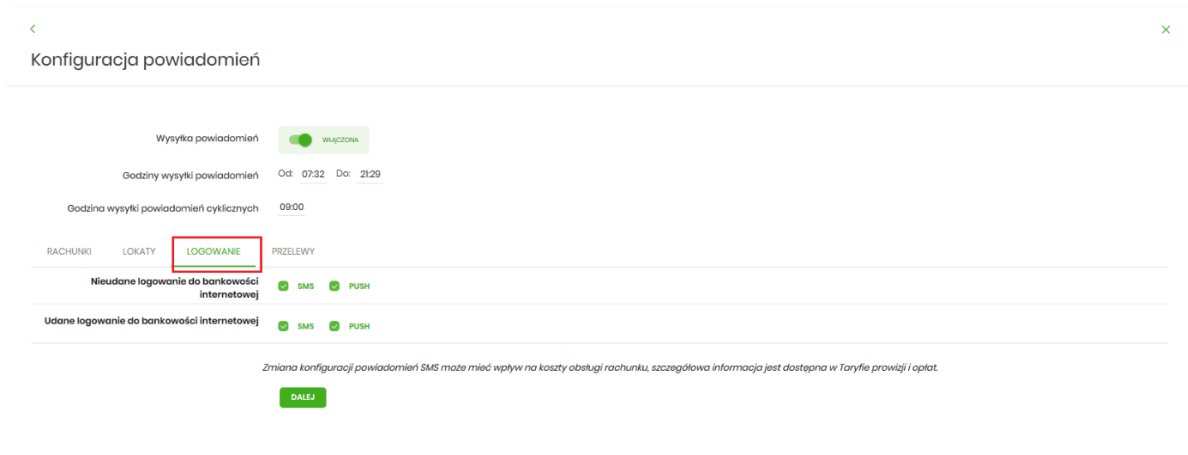 Konfiguracja powiadomień
Wysyłka powiadomień WŁĄCZONA
Godziny wysyłki powiadomień Od: 07:32 Do: 21:29
Godzina wysyłki powiadomień cyklicznych 09:00
RACHUNKI LOKATY LOGOWANIE PRZELEWY
Nieudane logowanie do bankowości
internetowej SMS PUSH
Udane logowanie do bankowości internetowej SMS PUSH
Zmiana konfiguracji powiadomień SMS może mieć wpływ na koszty obsługi rachunku, szczegółowa informacja jest dostępna w Taryfie prowizji i opłat.
DALEJ